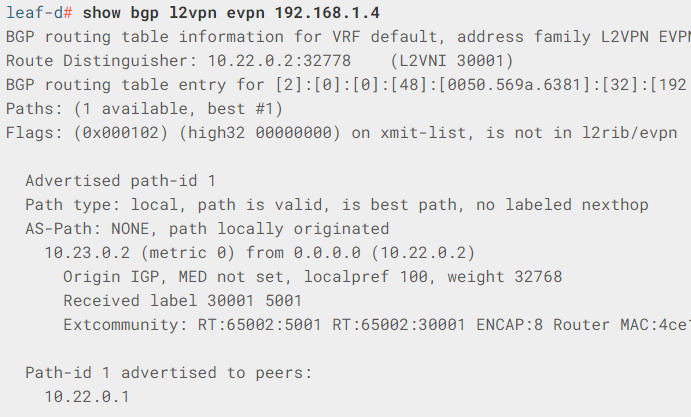 leaf-d# show bgp l2vpn evpn 192.168.1.4
BGP routing table information for VRF default, address family L2VPN EVPN
Route Distinguisher: 10.22.0.2:32778    (L2VNI 30001)
BGP routing table entry for [2]:[0]:[0]:[48]:[0050.569a.6381]:[32]:[192
Paths: (1 available, best #1)
Flags: (0x000102) (high32 00000000) on xmit-list, is not in l2rib/evpn
Advertised path-id 1
Path type: local, path is valid, is best path, no labeled nexthop
AS-Path: NONE, path locally originated
10.23.0.2 (metric 0) from 0.0.0.0 (10.22.0.2)
Origin IGP, MED not set, localpref 100, weight 32768
Received label 30001 5001
Extcommunity: RT:65002:5001 RT:65002:30001 ENCAP:8 Router MAC:4ce1
Path-id 1 advertised to peers:
10.22.0.1